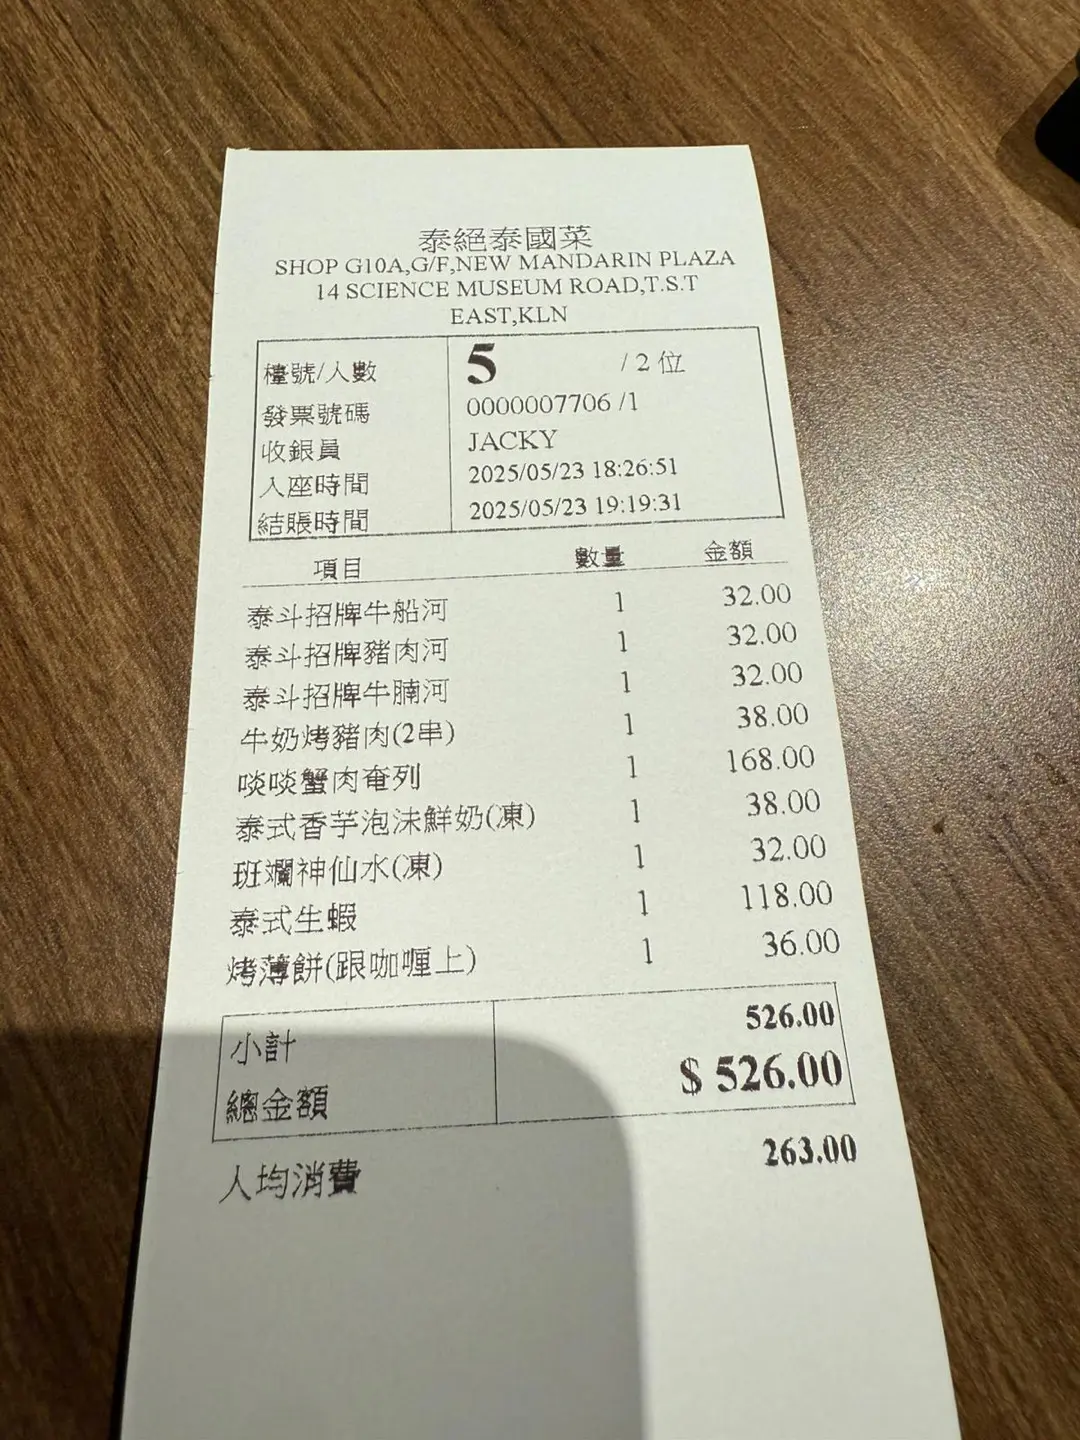 泰絕泰國菜
SHOP G10A,G/F,NEW MANDARIN PLAZA
14 SCIENCE MUSEUM ROAD,T.S.T
EAST,KLN
檯號/人數 5 / 2 位
發票號碼 0000007706 /1
收銀員 JACKY
入座時間 2025/05/23 18:26:51
結賬時間 2025/05/23 19:19:31
項目 數量 金額
泰斗招牌牛船河 1 32.00
泰斗招牌豬肉河 1 32.00
泰斗招牌牛腩河 1 32.00
牛奶烤豬肉(2串) 1 38.00
啖啖蟹肉奄列 1 168.00
泰式香芋泡沫鮮奶(凍) 1 38.00
班斕神仙水(凍) 1 32.00
泰式生蝦 1 118.00
烤薄餅(跟咖喱上) 1 36.00
小計 526.00
總金額 $ 526.00
人均消費 263.00